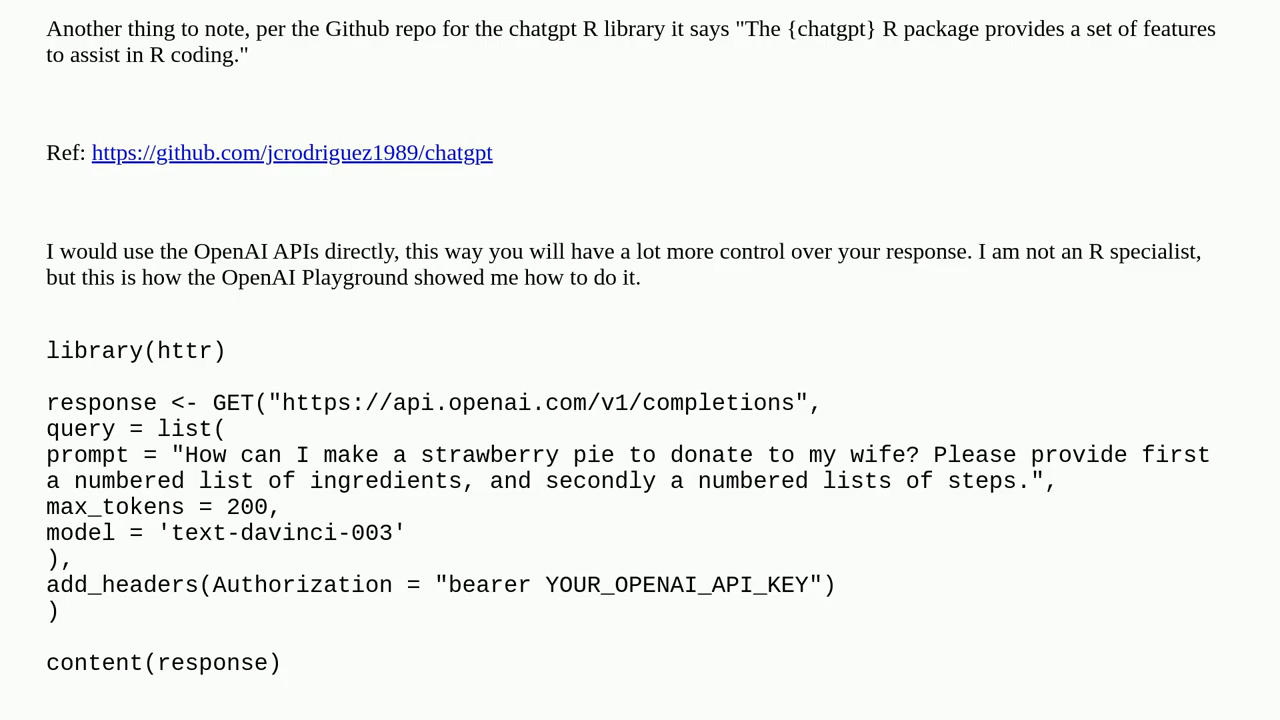 Another thing to note, per the Github repo for the chatgpt R library it says "The {chatgpt} R package provides a set of features
to assist in R coding."
Ref: https://github.com/jcrodriguez1989/chatgpt
I would use the OpenAI APIs directly, this way you will have a lot more control over your response. I am not an R specialist,
but this is how the OpenAI Playground showed me how to do it.
library(httr)
response <- GET("https://api.openai.com/v1/completions",
query = list(
prompt = "How can I make a strawberry pie to donate to my wife? Please provide first
a numbered list of ingredients, and secondly a numbered lists of steps.",
max_tokens = 200,
model = 'text-davinci-003'
),
add_headers(Authorization = "bearer YOUR_OPENAI_API_KEY")
)
content(response)